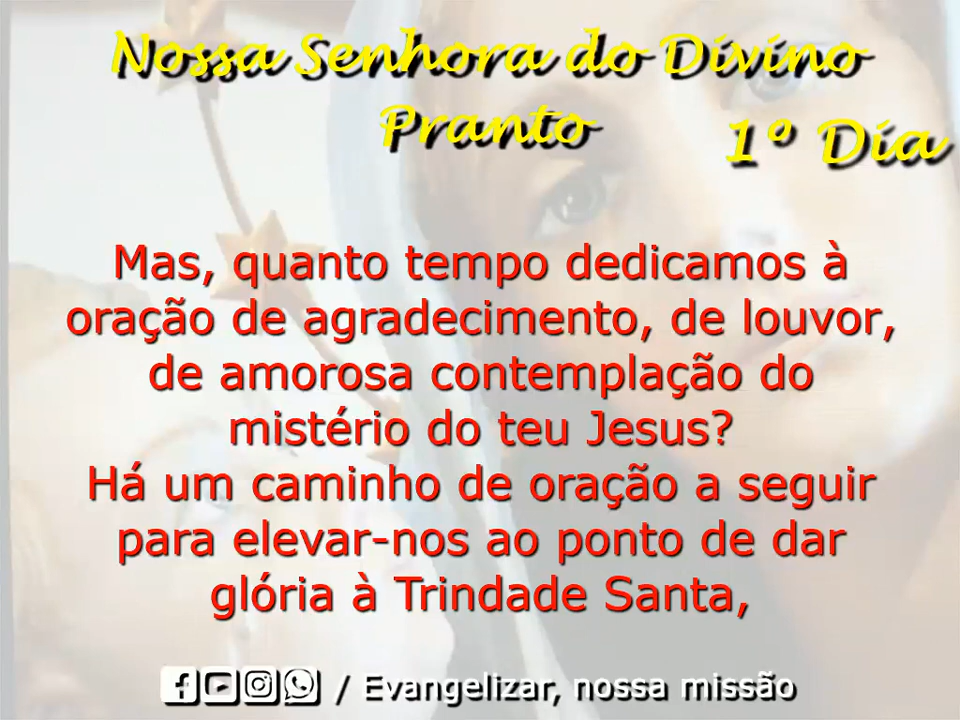 Nossa Senhora do Divino
Pranto
1º Dia
Mas, quanto tempo dedicamos à
oração de agradecimento, de louvor,
de amorosa contemplação do
mistério do teu Jesus?
Há um caminho de oração a seguir
para elevar-nos ao ponto de dar
glória à Trindade Santa,
/ Evangelizar, nossa missão